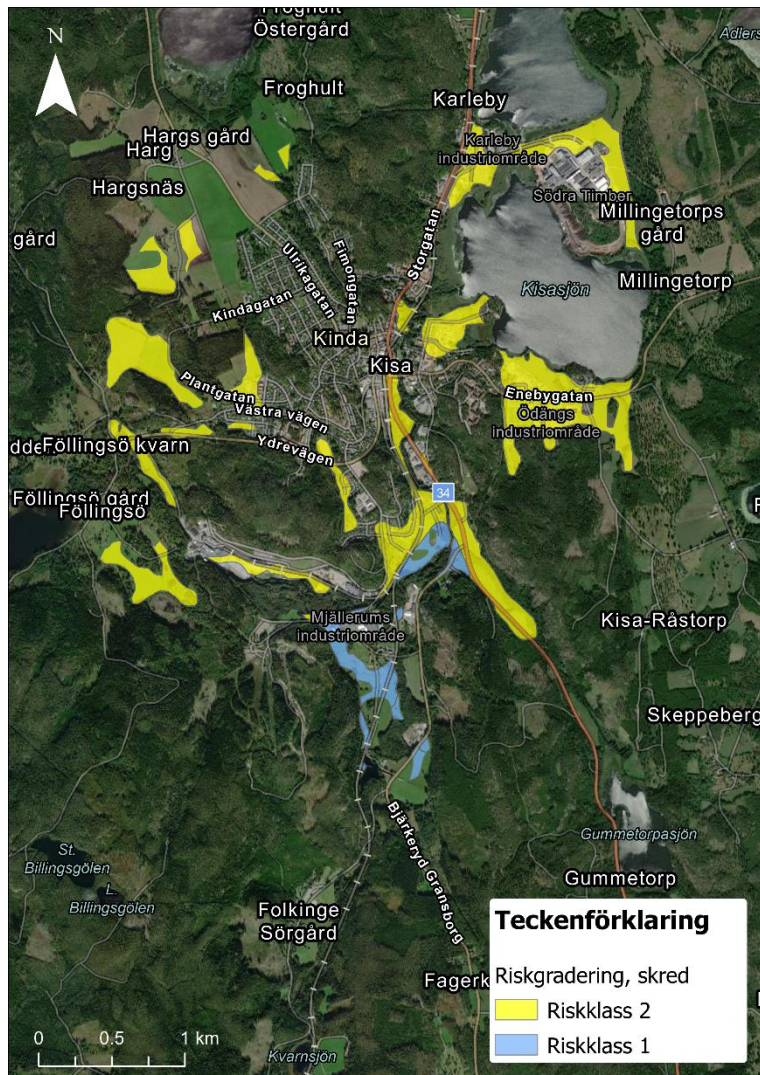 Östergård
N
Froghult
Karleby
Hargs gård
Harg
Karleby
industriområde
Hargsnäs
Södra Timber
Millingetorps
gård
gård
Storgatan
Ulrikagatan
Fimongatan
Kisasjön
Millingetorp
Kindagatan
Kinda
Kisa
Plantgatan
Enebygatan
Västra vägen
Ödängs
industriområde
Ydrevägen
Föllingsö kvarn
34
Föllingsö gård
Föllingsö
Mjällerums
industriområde
Kisa-Råstorp
Skeppeberg
Gummetorpasjön
St.
Billingsgölen
L.
Billingsgölen
Bjärkeryd Gransborg
Gummetorp
Folkinge
Sörgård
Teckenförklaring
Riskgradering, skred
Fagerk
Riskklass 2
Riskklass 1
0 0.5 1 km
Kvarnsjön